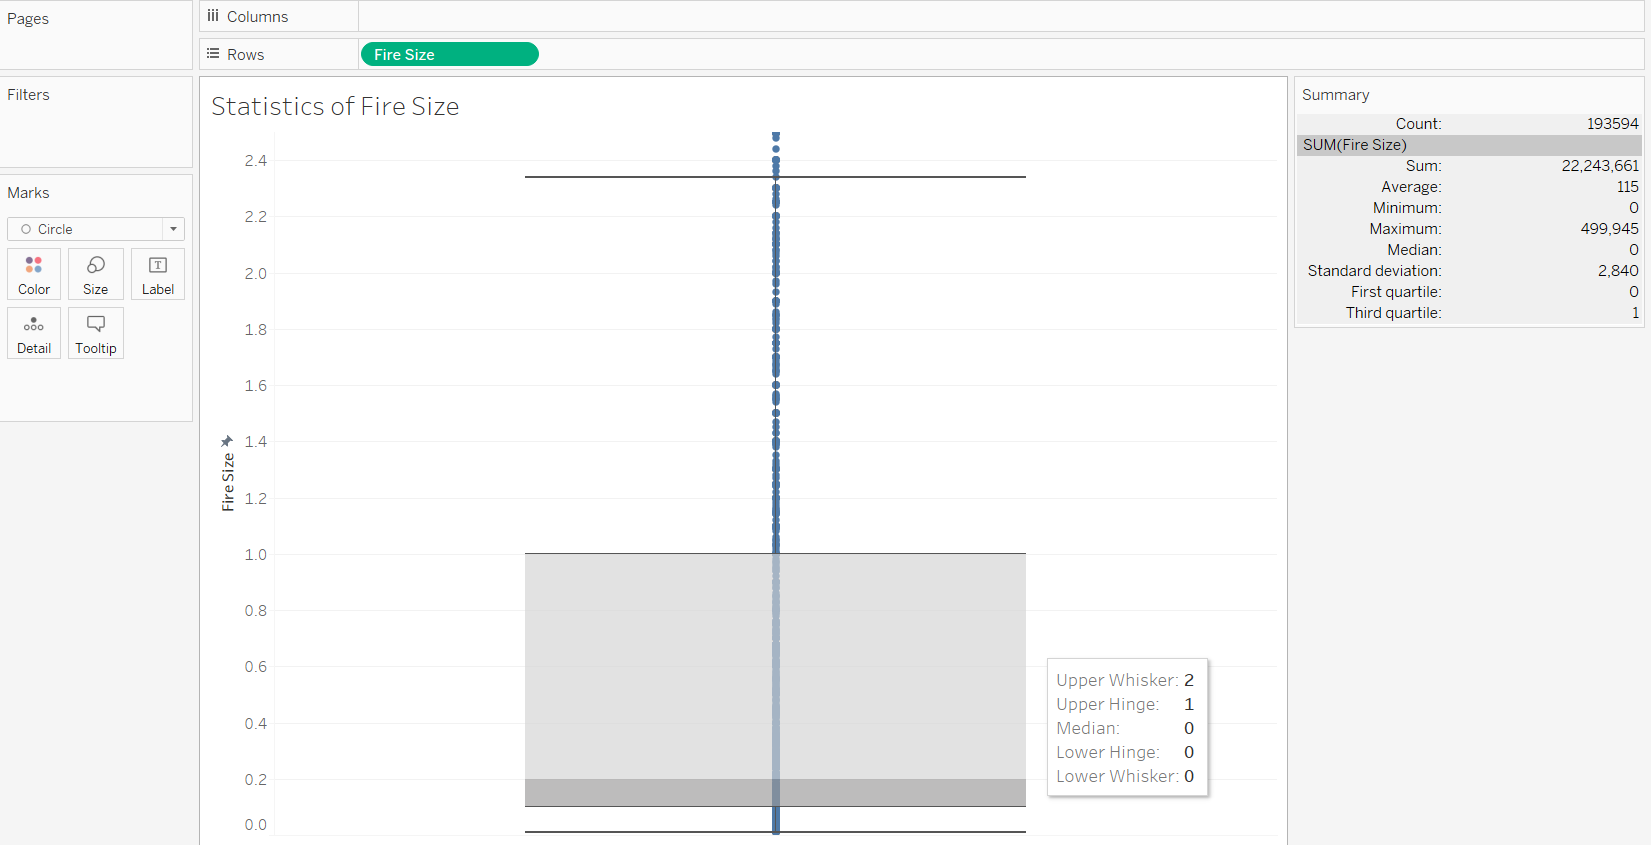 Pages
Columns
Rows
Fire Size
Filters
Marks
Circle
Color
Size
Label
Detail
Tooltip
Statistics of Fire Size
2.4
2.2
2.0
1.8
1.6
1.4
1.2
1.0
0.8
0.6
0.4
0.2
0.0
Fire Size
Upper Whisker: 2
Upper Hinge: 1
Median: 0
Lower Hinge: 0
Lower Whisker: 0
Summary
Count: 193594
SUM(Fire Size)
Sum: 22,243,661
Average: 115
Minimum: 0
Maximum: 499,945
Median: 0
Standard deviation: 2,840
First quartile: 0
Third quartile: 1